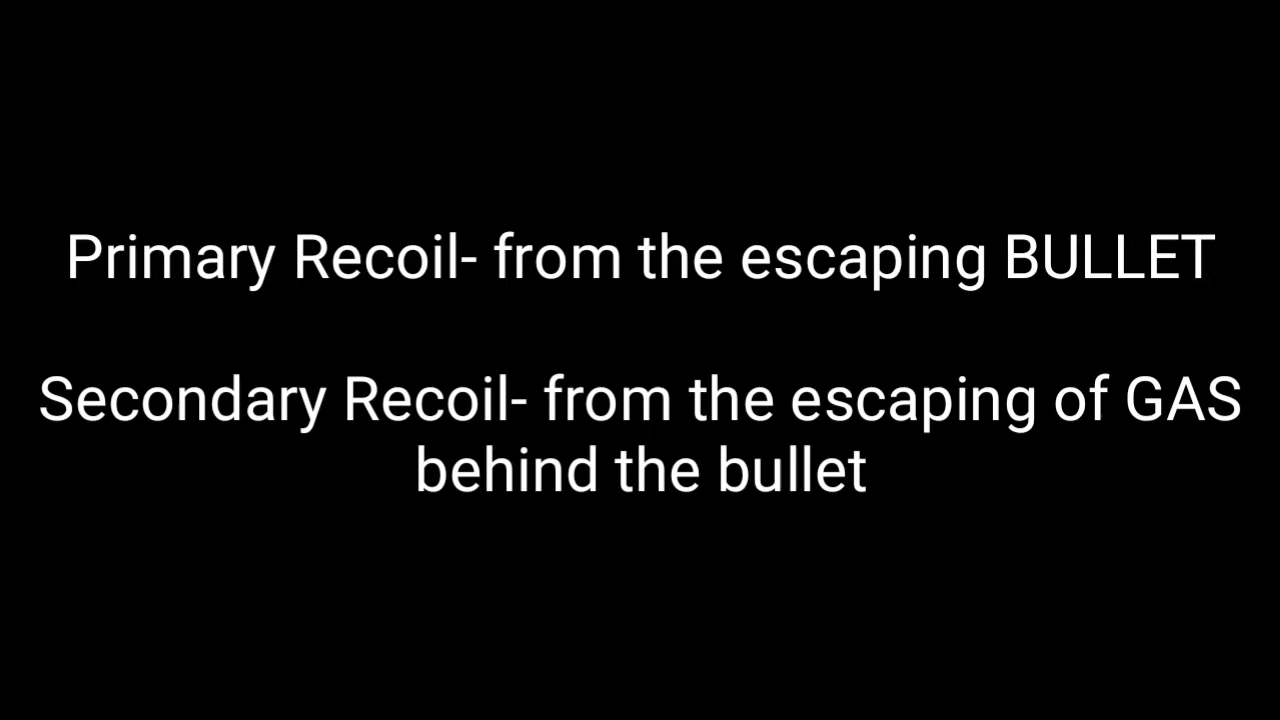 Primary Recoil- from the escaping BULLET
Secondary Recoil- from the escaping of GAS
behind the bullet